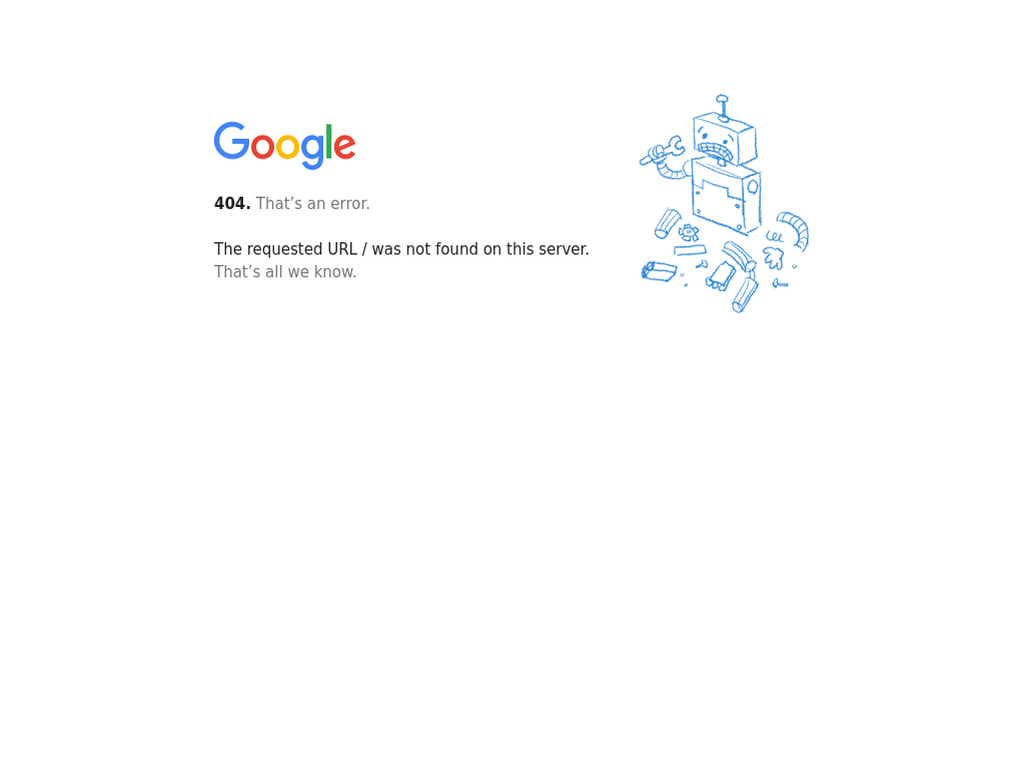 Google
404. That’s an error.
The requested URL / was not found on this server.
That’s all we know.